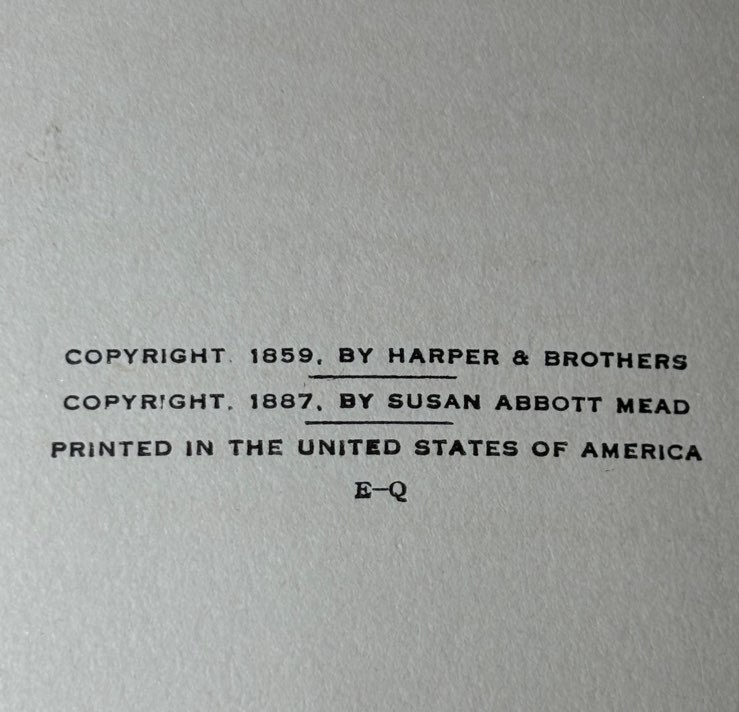 COPYRIGHT. 1859, BY HARPER & BROTHERS
COPYRIGHT, 1887, BY SUSAN ABBOTT MEAD
PRINTED IN THE UNITED STATES OF AMERICA
E—Q